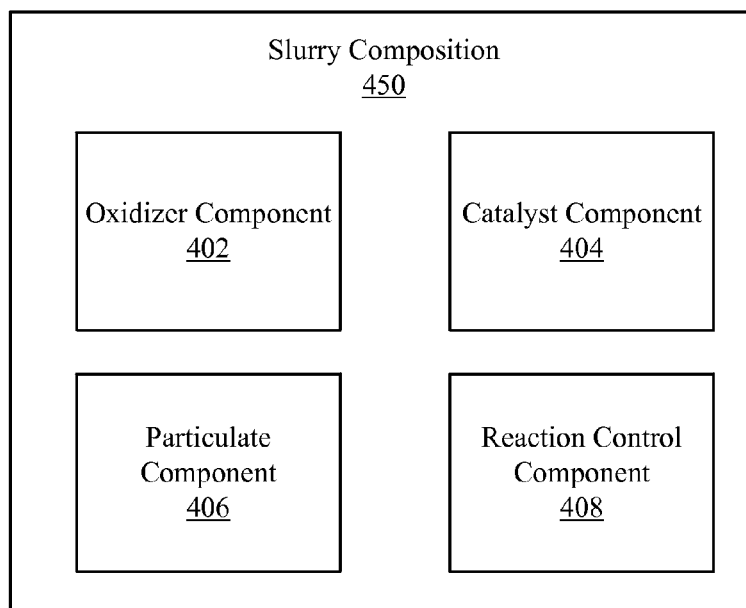 Slurry Composition
450
Oxidizer Component
402
Catalyst Component
404
Particulate
Component
406
Reaction Control
Component
408